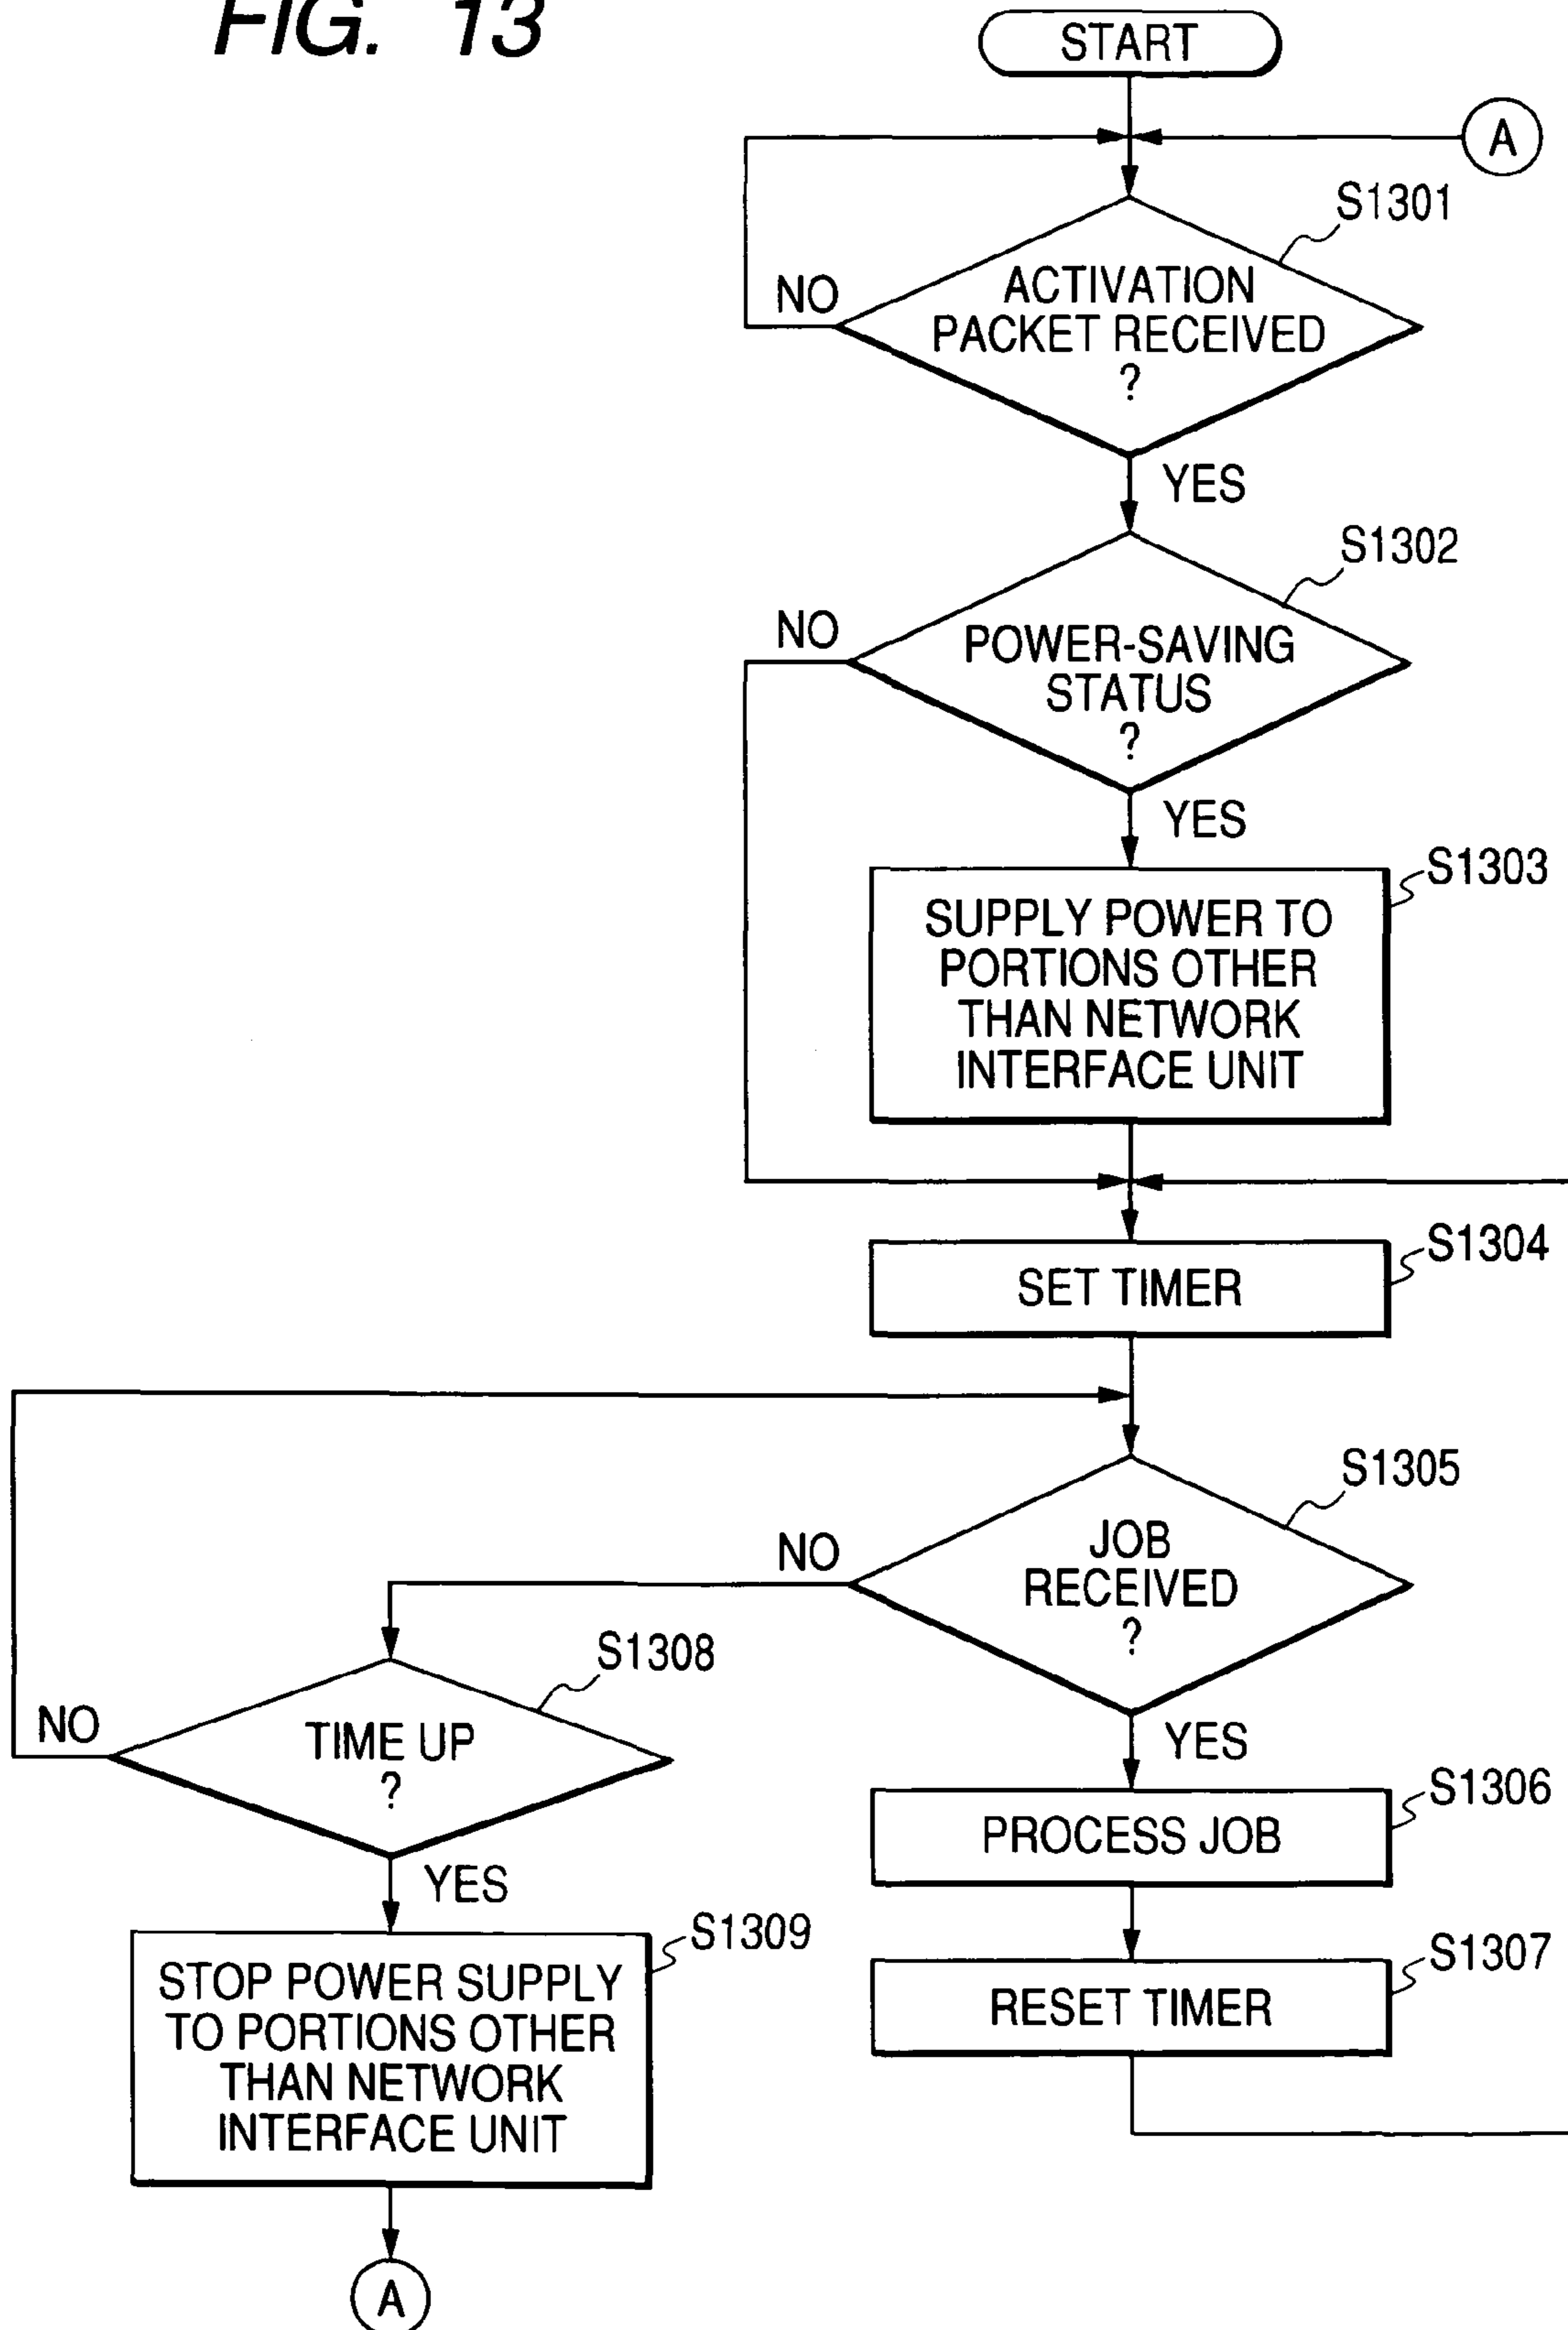 FIG. 13
START
A
S1301
ACTIVATION
PACKET RECEIVED
?
NO
YES
S1302
POWER-SAVING
STATUS
?
NO
YES
S1303
SUPPLY POWER TO
PORTIONS OTHER
THAN NETWORK
INTERFACE UNIT
S1304
SET TIMER
S1305
JOB
RECEIVED
?
NO
YES
S1308
TIME UP
?
NO
YES
S1306
PROCESS JOB
S1307
RESET TIMER
S1309
STOP POWER SUPPLY
TO PORTIONS OTHER
THAN NETWORK
INTERFACE UNIT
A